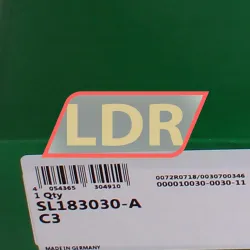 LDR
4 054365 304910
0072R0718/0030700346
000010030-0030-11
1 Qty
SL183030-A
C3
MADE IN GERMANY